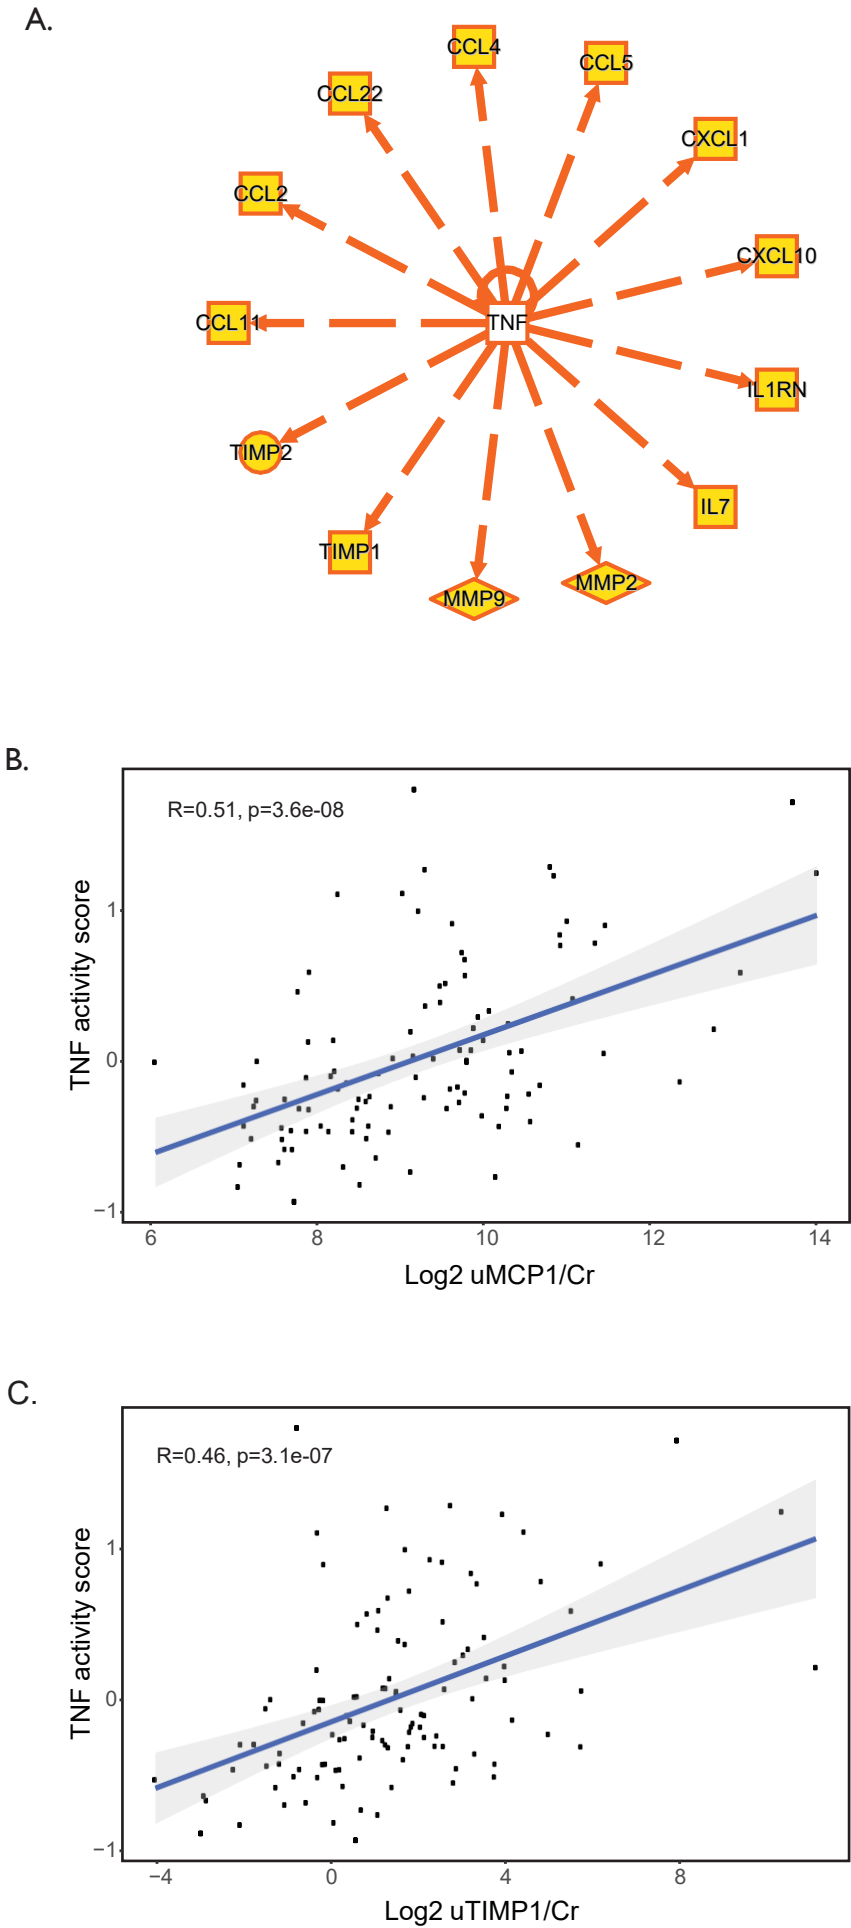 A.
CCL4
CCL5
CCL22
CXCL1
CCL2
CXCL10
CCL11
TNF
IL1RN
TIMP2
IL7
TIMP1
MMP9
MMP2
B.
R=0.51, p=3.6e-08
TNF activity score
1
0
−1
6 8 10 12 14
Log2 uMCP1/Cr
C.
R=0.46, p=3.1e-07
TNF activity score
1
0
−1
−4 0 4 8
Log2 uTIMP1/Cr